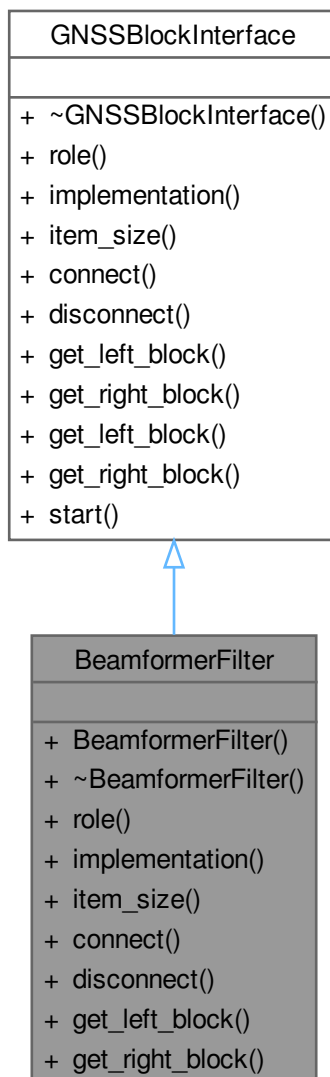 GNSSBlockInterface
+ ~GNSSBlockInterface()
+ role()
+ implementation()
+ item_size()
+ connect()
+ disconnect()
+ get_left_block()
+ get_right_block()
+ get_left_block()
+ get_right_block()
+ start()
BeamformerFilter
+ BeamformerFilter()
+ ~BeamformerFilter()
+ role()
+ implementation()
+ item_size()
+ connect()
+ disconnect()
+ get_left_block()
+ get_right_block()